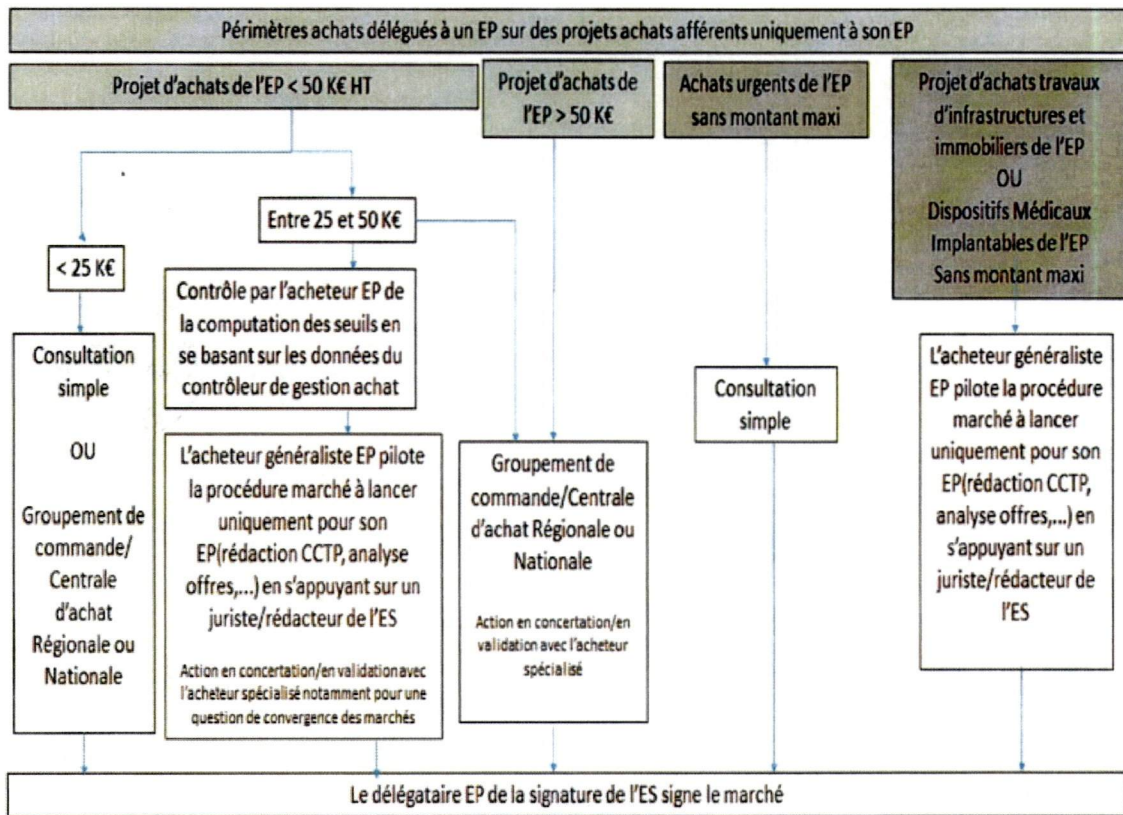 Périmètres achats délégués à un EP sur des projets achats afférents uniquement à son EP
Projet d'achats de l'EP < 50 K€ HT
Projet d'achats de
l'EP > 50 K€
Achats urgents de l'EP
sans montant maxi
Projet d'achats travaux
d'infrastructures et
immobiliers de l'EP
OU
Dispositifs Médicaux
Implantables de l'EP
Sans montant maxi
< 25 K€
Entre 25 et 50 K€
Consultation
simple
OU
Groupement de
commande/
Centrale
d'achat
Régionale ou
Nationale
Contrôle par l'acheteur EP de
la computation des seuils en
se basant sur les données du
contrôleur de gestion achat
L'acheteur généraliste EP pilote
la procédure marché à lancer
uniquement pour son
EP(rédaction CCTP, analyse
offres,...) en s'appuyant sur un
juriste/rédacteur de l'ES
Action en concertation/en validation avec
l'acheteur spécialisé notamment pour une
question de convergence des marchés
Groupement de
commande/Centrale
d'achat Régionale ou
Nationale
Action en concertation/en
validation avec l'acheteur
spécialisé
Consultation
simple
L'acheteur généraliste
EP pilote la procédure
marché à lancer
uniquement pour son
EP(rédaction CCTP,
analyse offres,...) en
s'appuyant sur un
juriste/rédacteur de
l'ES
Le délégataire EP de la signature de l'ES signe le marché